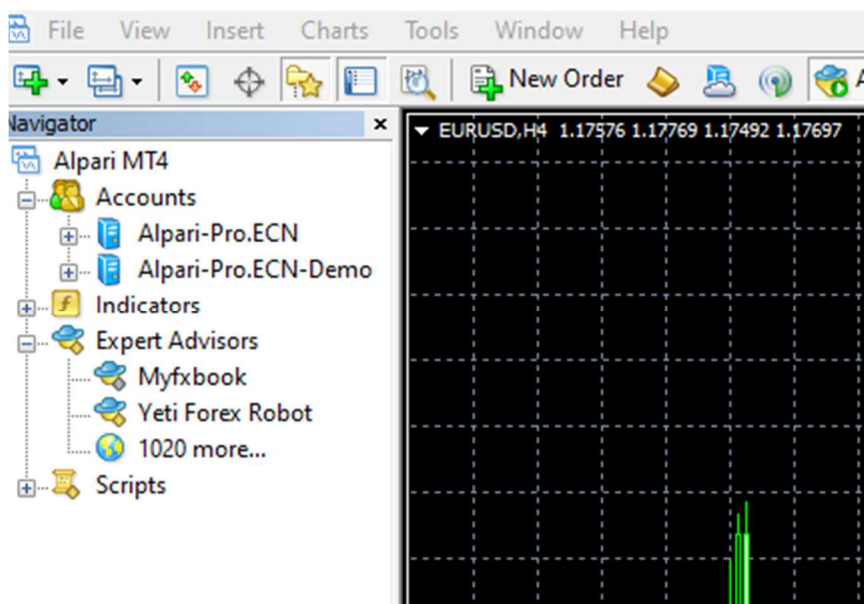 File View Insert Charts Tools Window Help
New Order
Navigator
Alpari MT4
Accounts
Alpari-Pro.ECN
Alpari-Pro.ECN-Demo
Indicators
Expert Advisors
Myfxbook
Yeti Forex Robot
1020 more...
Scripts
EURUSD,H4 1.17576 1.17769 1.17492 1.17697